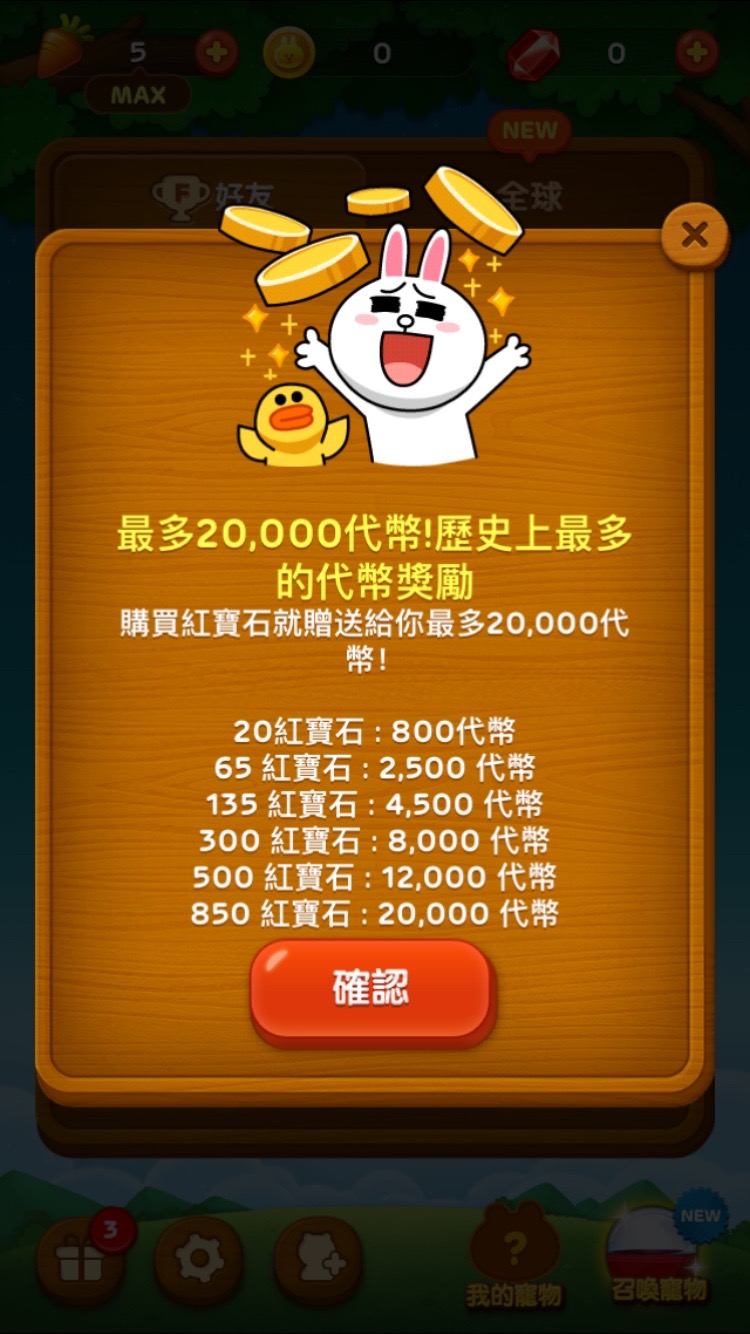 5
0
0
MAX
NEW
F 好友
全球
最多20,000代幣!歷史上最多
的代幣獎勵
購買紅寶石就贈送給你最多20,000代
幣!
20紅寶石 : 800代幣
65 紅寶石 : 2,500 代幣
135 紅寶石 : 4,500 代幣
300 紅寶石 : 8,000 代幣
500 紅寶石 : 12,000 代幣
850 紅寶石 : 20,000 代幣
確認
3
?
NEW
我的寵物
召喚寵物